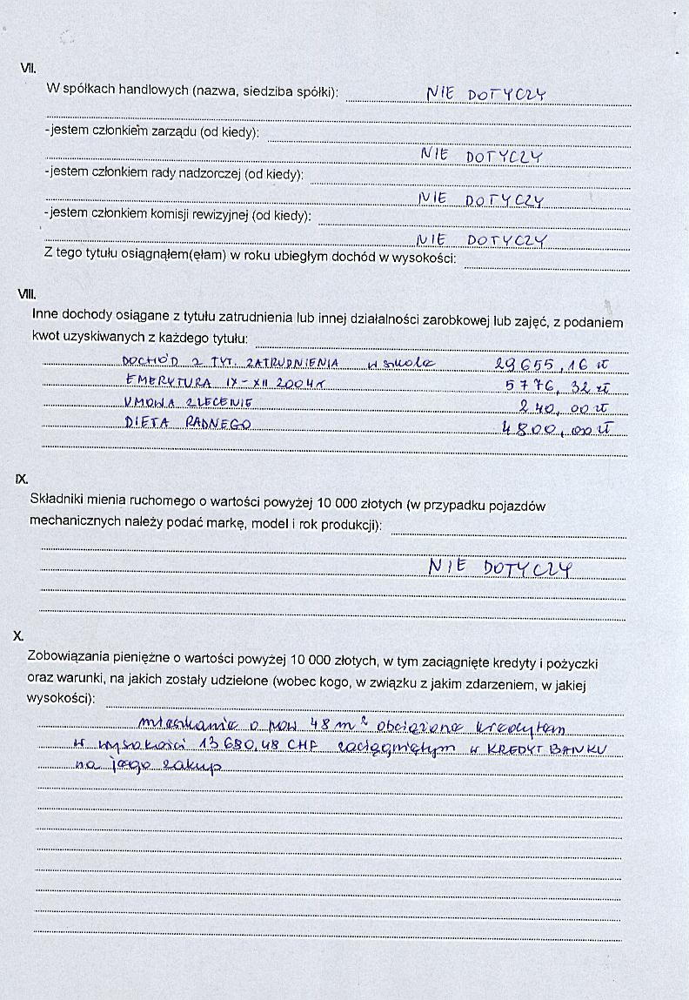 VII.
W spółkach handlowych (nazwa, siedziba spółki): NIE DOTYCZY
-jestem członkiem zarządu (od kiedy):
NIE DOTYCZY
-jestem członkiem rady nadzorczej (od kiedy):
NIE DOTYCZY
-jestem członkiem komisji rewizyjnej (od kiedy):
NIE DOTYCZY
Z tego tytułu osiągnąłem(ęłam) w roku ubiegłym dochód w wysokości:
VIII.
Inne dochody osiągane z tytułu zatrudnienia lub innej działalności zarobkowej lub zajęć, z podaniem
kwot uzyskiwanych z każdego tytułu:
DOCHÓD Z TYT. ZATRUDNIENIA w szkole 29655,16 zł
EMERYTURA IX-XII 2004r 5776,32 zł
UMOWA ZLECENIE 240,00 zł
DIETA RADNEGO 4800,00 zł
IX.
Składniki mienia ruchomego o wartości powyżej 10 000 złotych (w przypadku pojazdów
mechanicznych należy podać markę, model i rok produkcji):
NIE DOTYCZY
X.
Zobowiązania pieniężne o wartości powyżej 10 000 złotych, w tym zaciągnięte kredyty i pożyczki
oraz warunki, na jakich zostały udzielone (wobec kogo, w związku z jakim zdarzeniem, w jakiej
wysokości):
mieszkanie o pow 48 m² obciążone kredytem
w wysokości 13 680,48 CHF zaciągniętym w KREDYT BANKU
na jego zakup